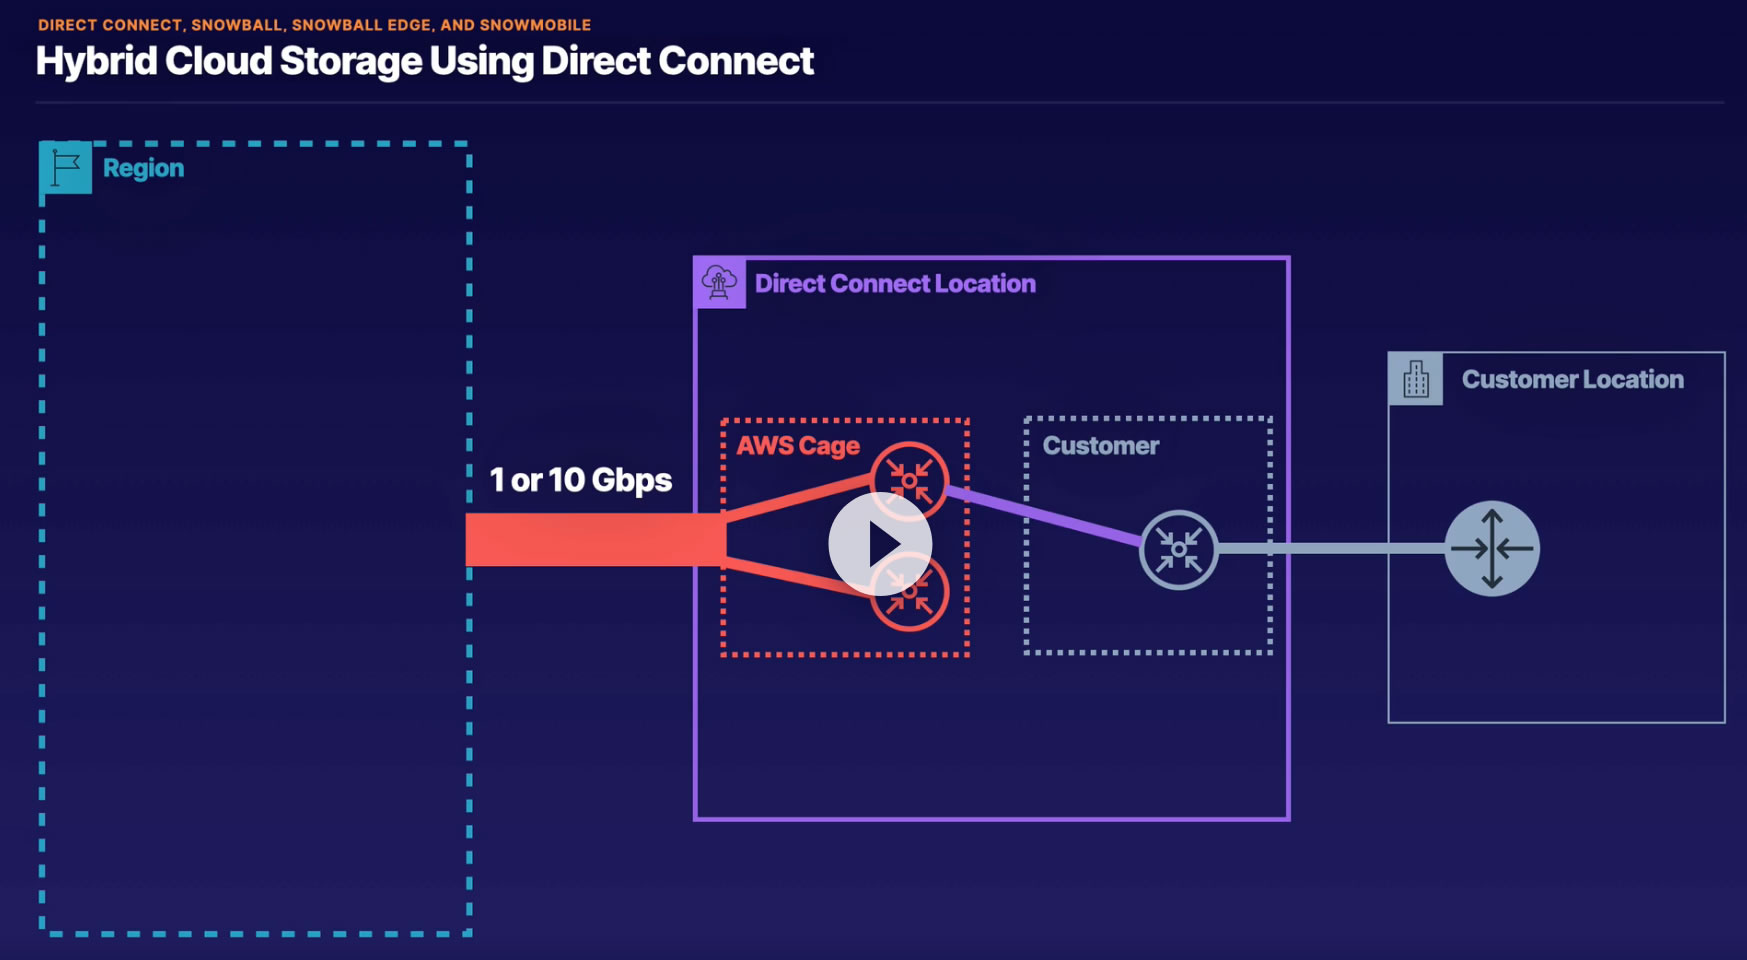 DIRECT CONNECT, SNOWBALL, SNOWBALL EDGE, AND SNOWMOBILE
Hybrid Cloud Storage Using Direct Connect
Region
Direct Connect Location
Customer Location
AWS Cage
Customer
1 or 10 Gbps